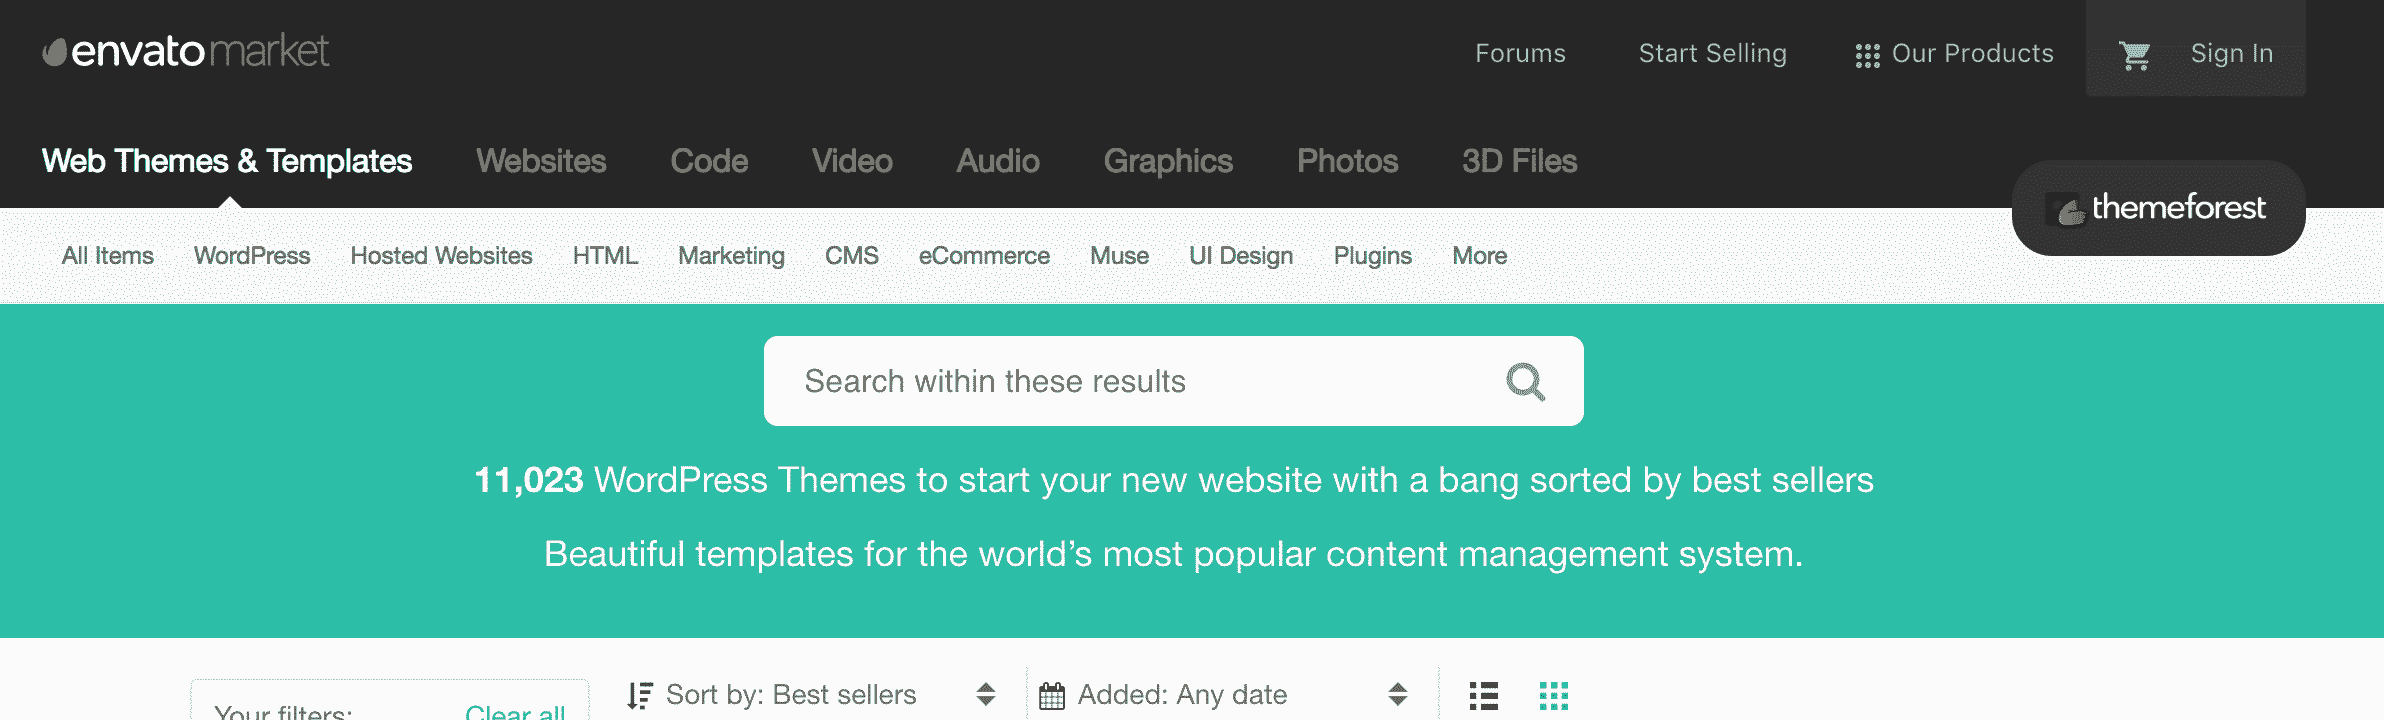 envato market
Forums Start Selling Our Products Sign In
Web Themes & Templates Websites Code Video Audio Graphics Photos 3D Files
themeforest
All Items WordPress Hosted Websites HTML Marketing CMS eCommerce Muse UI Design Plugins More
Search within these results
11,023 WordPress Themes to start your new website with a bang sorted by best sellers
Beautiful templates for the world’s most popular content management system.
Your filters: Clear all
Sort by: Best sellers
Added: Any date